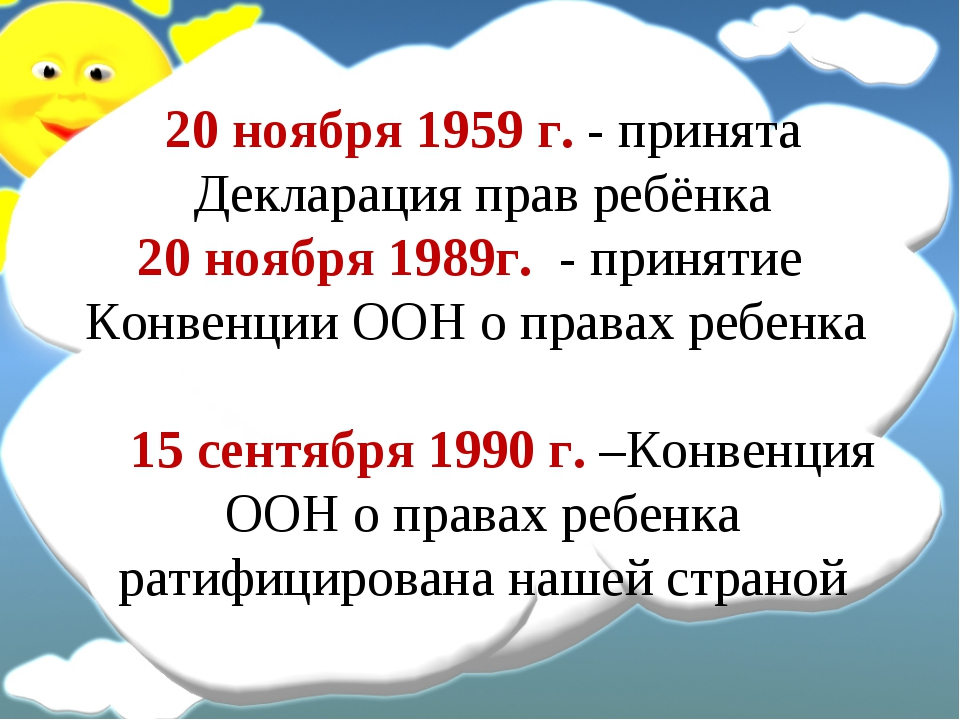 20 ноября 1959 г. - принята
Декларация прав ребёнка
20 ноября 1989г. - принятие
Конвенции ООН о правах ребенка
15 сентября 1990 г. –Конвенция
ООН о правах ребенка
ратифицирована нашей страной